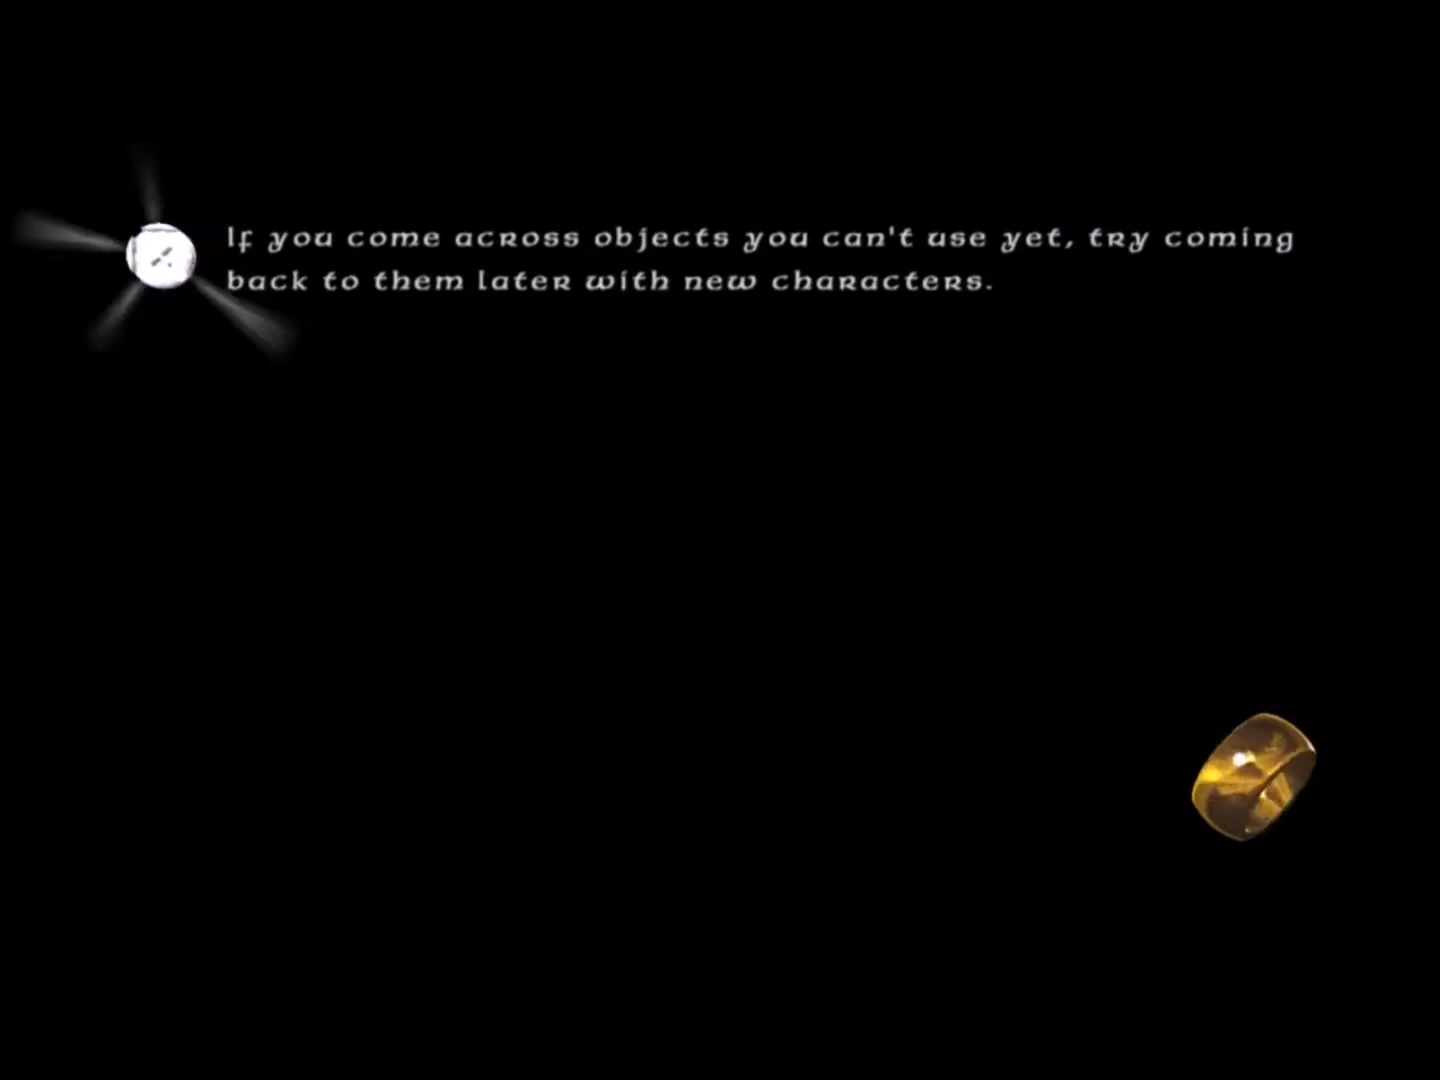 If you come across objects you can't use yet, try coming
back to them later with new characters.